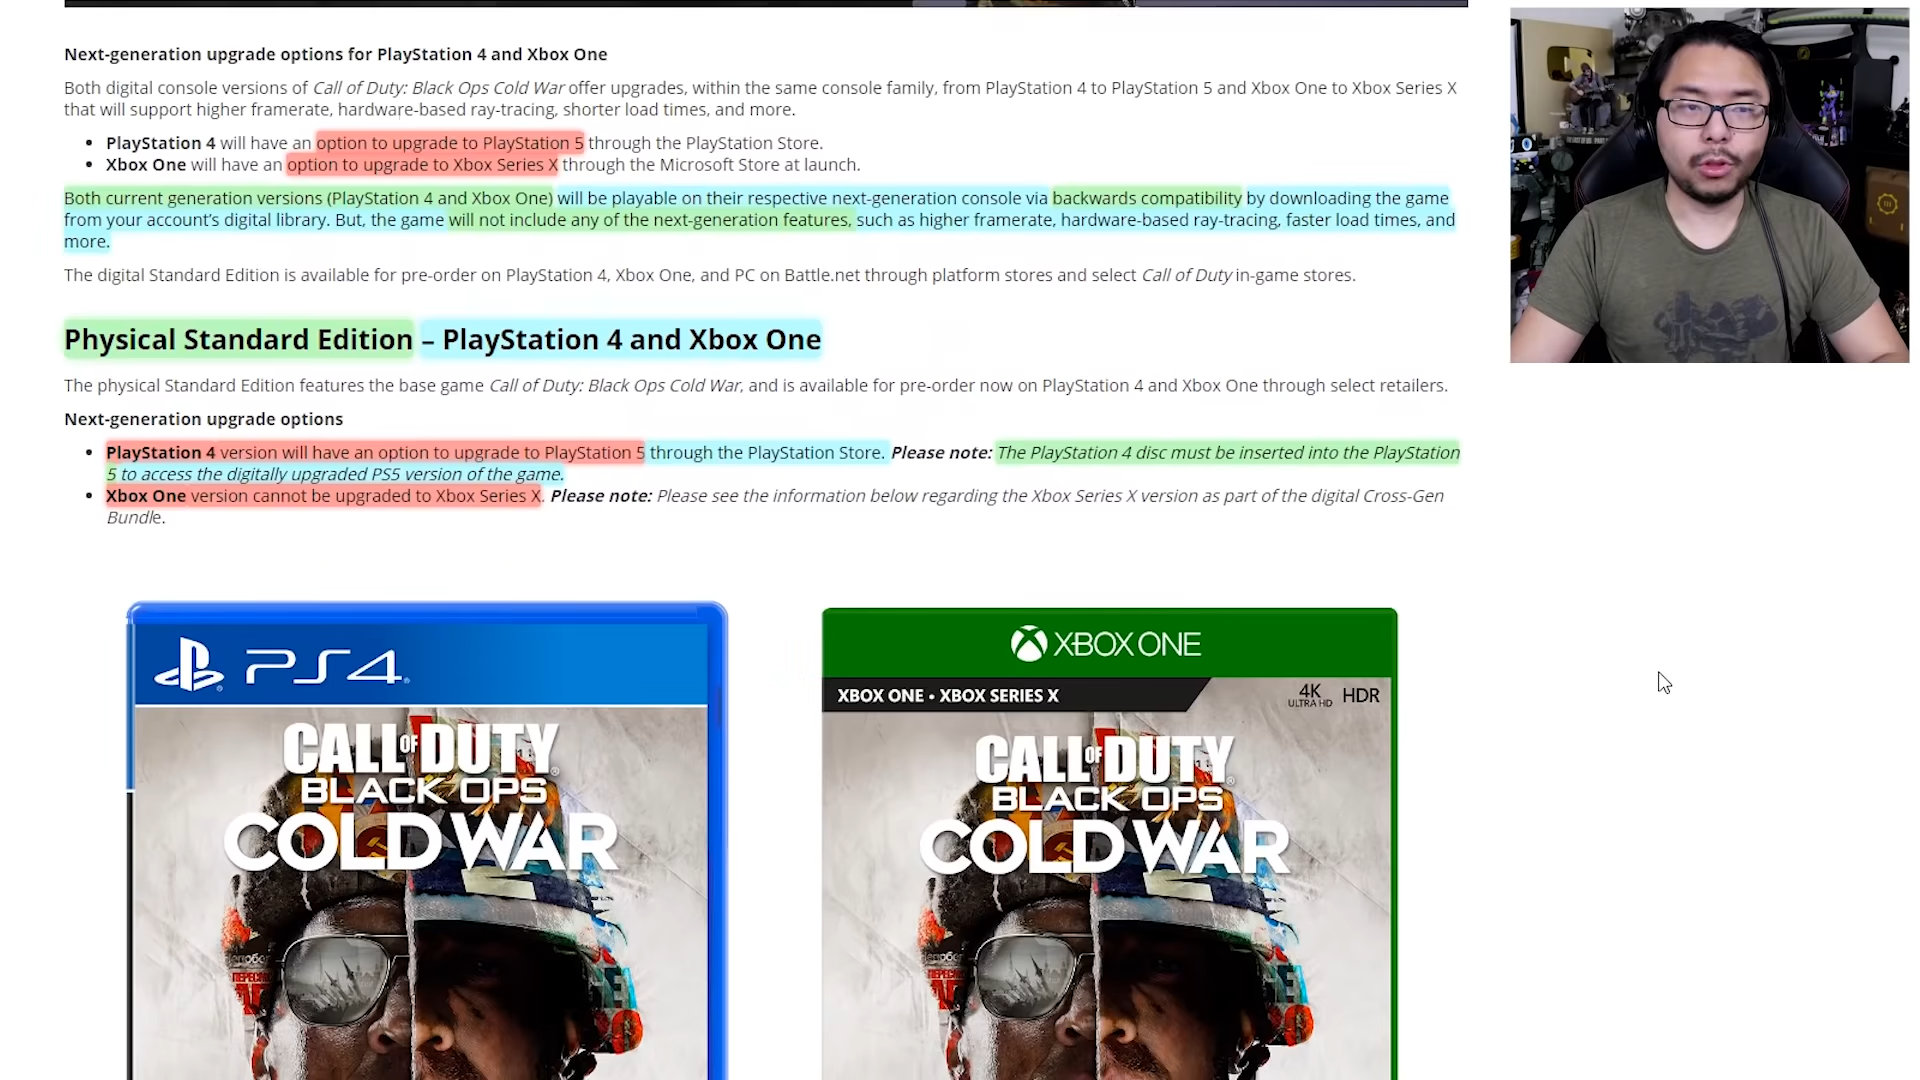 Next-generation upgrade options for PlayStation 4 and Xbox One
Both digital console versions of Call of Duty: Black Ops Cold War offer upgrades, within the same console family, from PlayStation 4 to PlayStation 5 and Xbox One to Xbox Series X
that will support higher framerate, hardware-based ray-tracing, shorter load times, and more.
• PlayStation 4 will have an option to upgrade to PlayStation 5 through the PlayStation Store.
• Xbox One will have an option to upgrade to Xbox Series X through the Microsoft Store at launch.
Both current generation versions (PlayStation 4 and Xbox One) will be playable on their respective next-generation console via backwards compatibility by downloading the game
from your account's digital library. But, the game will not include any of the next-generation features, such as higher framerate, hardware-based ray-tracing, faster load times, and
more.
The digital Standard Edition is available for pre-order on PlayStation 4, Xbox One, and PC on Battle.net through platform stores and select Call of Duty in-game stores.
Physical Standard Edition – PlayStation 4 and Xbox One
The physical Standard Edition features the base game Call of Duty: Black Ops Cold War, and is available for pre-order now on PlayStation 4 and Xbox One through select retailers.
Next-generation upgrade options
• PlayStation 4 version will have an option to upgrade to PlayStation 5 through the PlayStation Store. Please note: The PlayStation 4 disc must be inserted into the PlayStation
5 to access the digitally upgraded PS5 version of the game.
• Xbox One version cannot be upgraded to Xbox Series X. Please note: Please see the information below regarding the Xbox Series X version as part of the digital Cross-Gen
Bundle.
PS4
CALL OF DUTY
BLACK OPS
COLD WAR
XBOX ONE
XBOX ONE • XBOX SERIES X
4K
ULTRA HD
HDR
CALL OF DUTY
BLACK OPS
COLD WAR